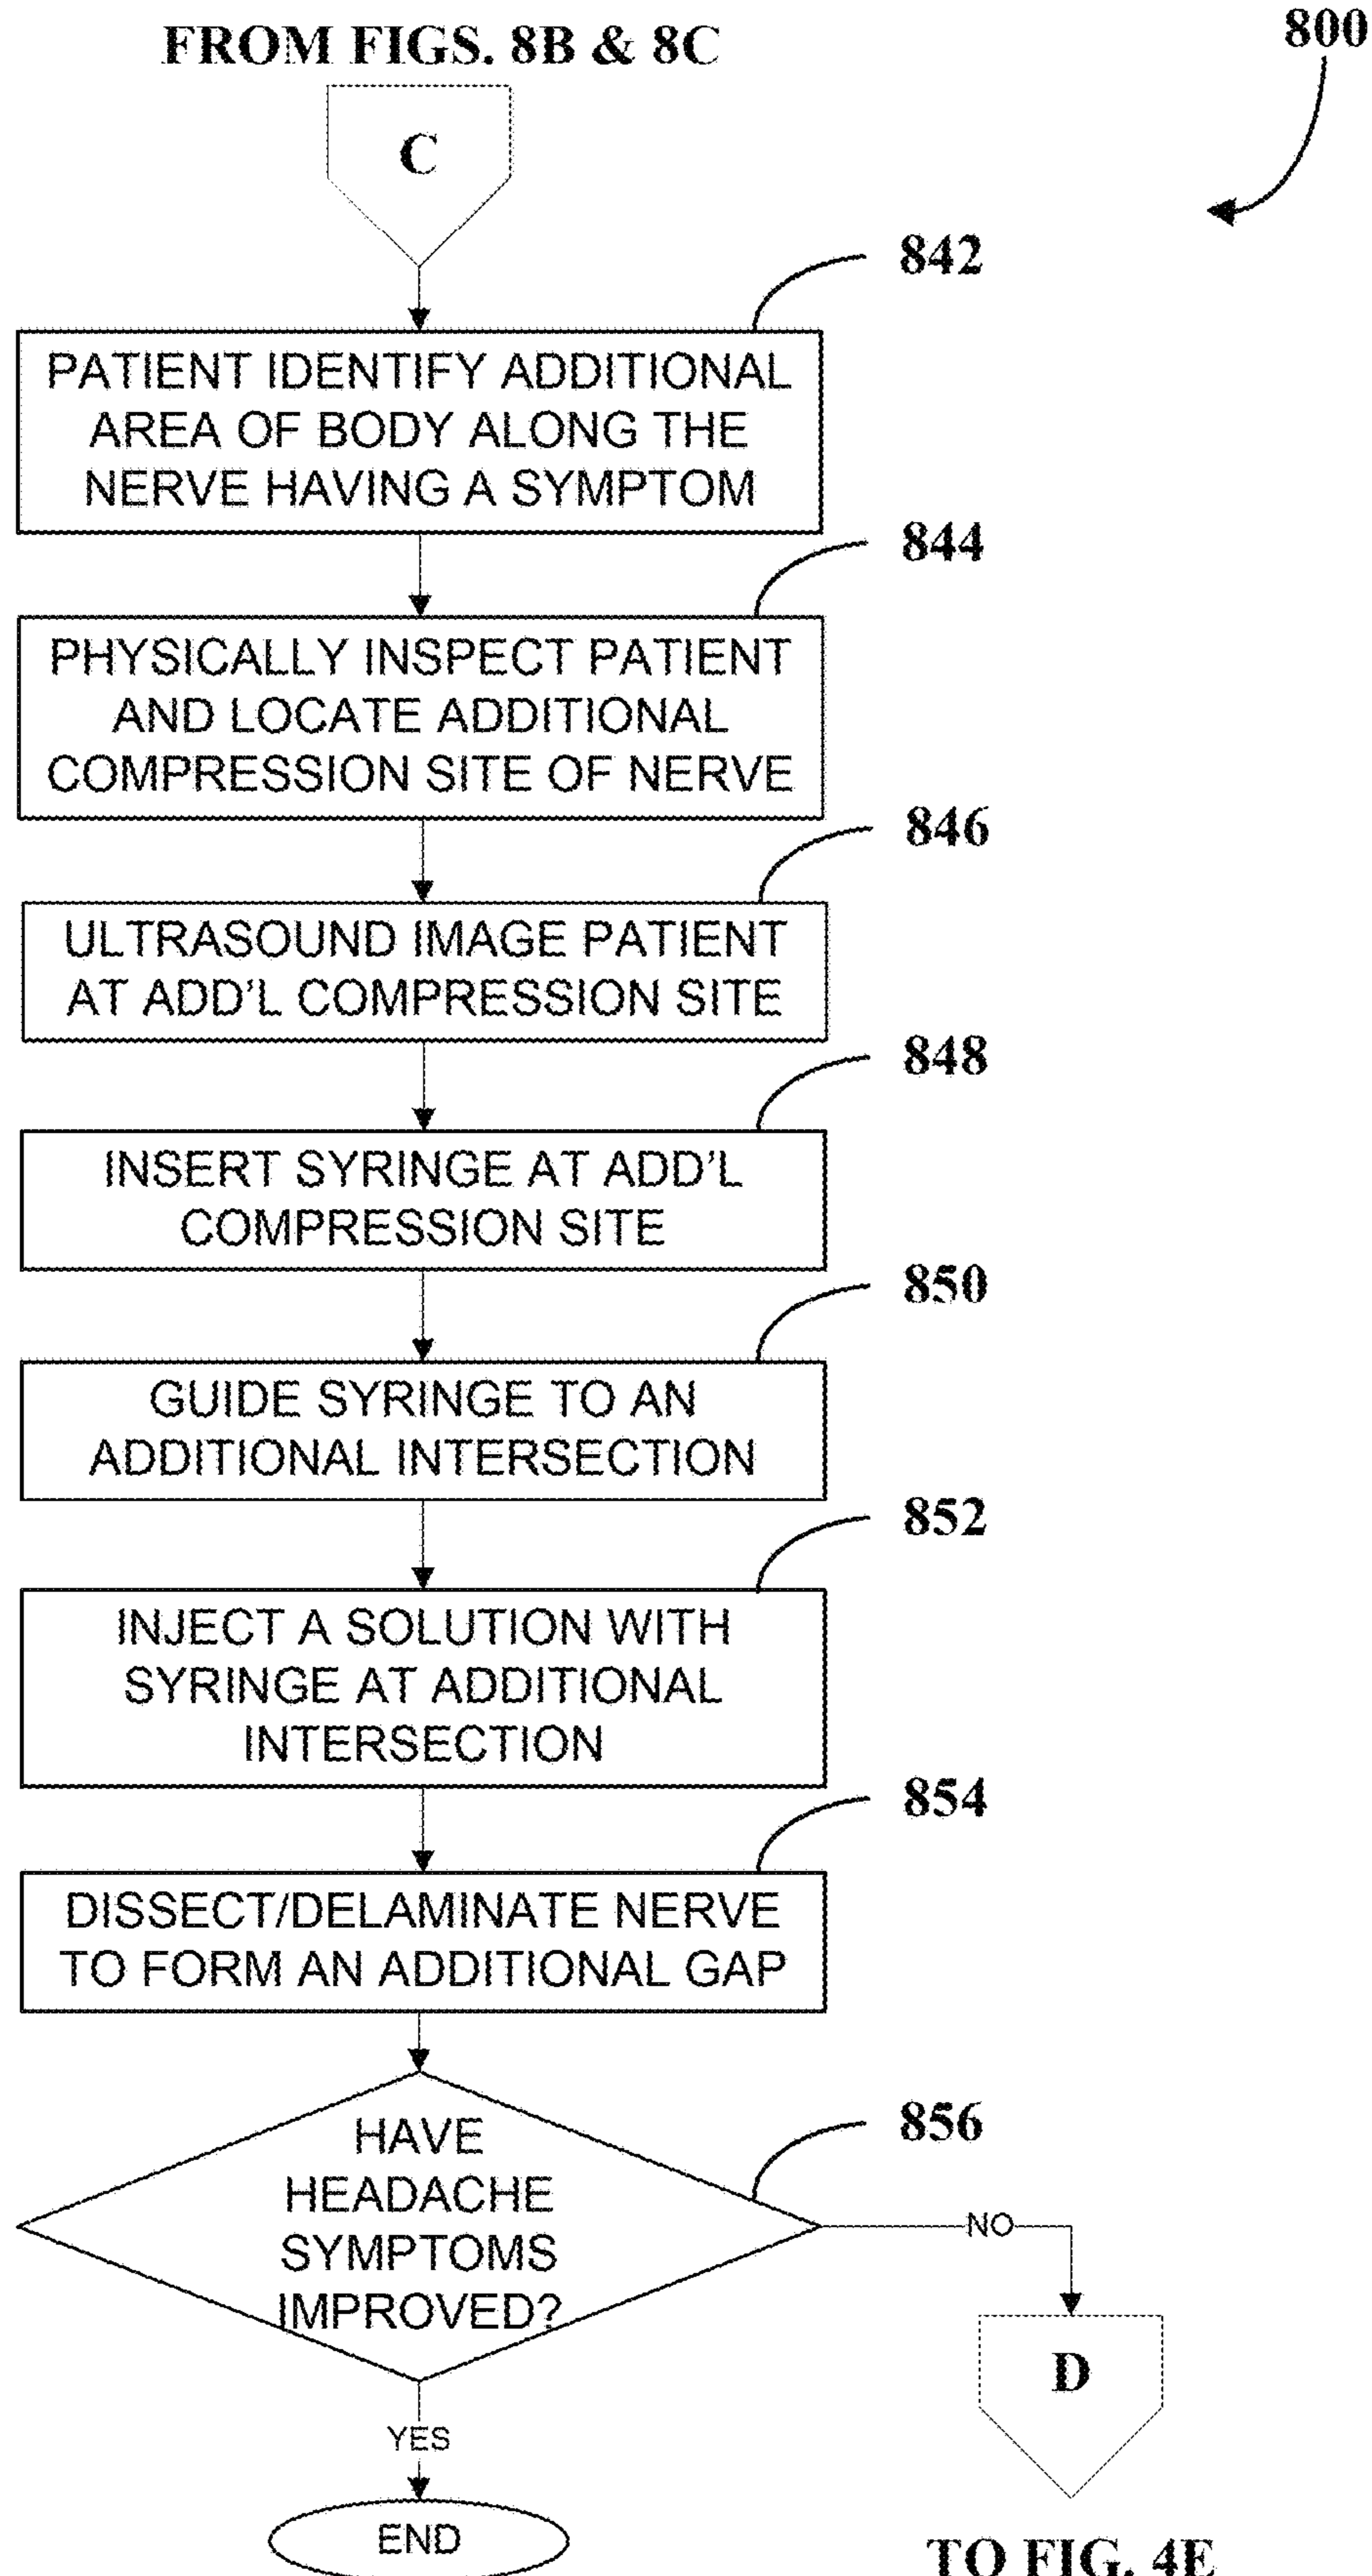 FROM FIGS. 8B & 8C
800
C
842
PATIENT IDENTIFY ADDITIONAL
AREA OF BODY ALONG THE
NERVE HAVING A SYMPTOM
844
PHYSICALLY INSPECT PATIENT
AND LOCATE ADDITIONAL
COMPRESSION SITE OF NERVE
846
ULTRASOUND IMAGE PATIENT
AT ADD'L COMPRESSION SITE
848
INSERT SYRINGE AT ADD'L
COMPRESSION SITE
850
GUIDE SYRINGE TO AN
ADDITIONAL INTERSECTION
852
INJECT A SOLUTION WITH
SYRINGE AT ADDITIONAL
INTERSECTION
854
DISSECT/DELAMINATE NERVE
TO FORM AN ADDITIONAL GAP
856
HAVE
HEADACHE
SYMPTOMS
IMPROVED?
NO
D
YES
END
TO FIG. 4E